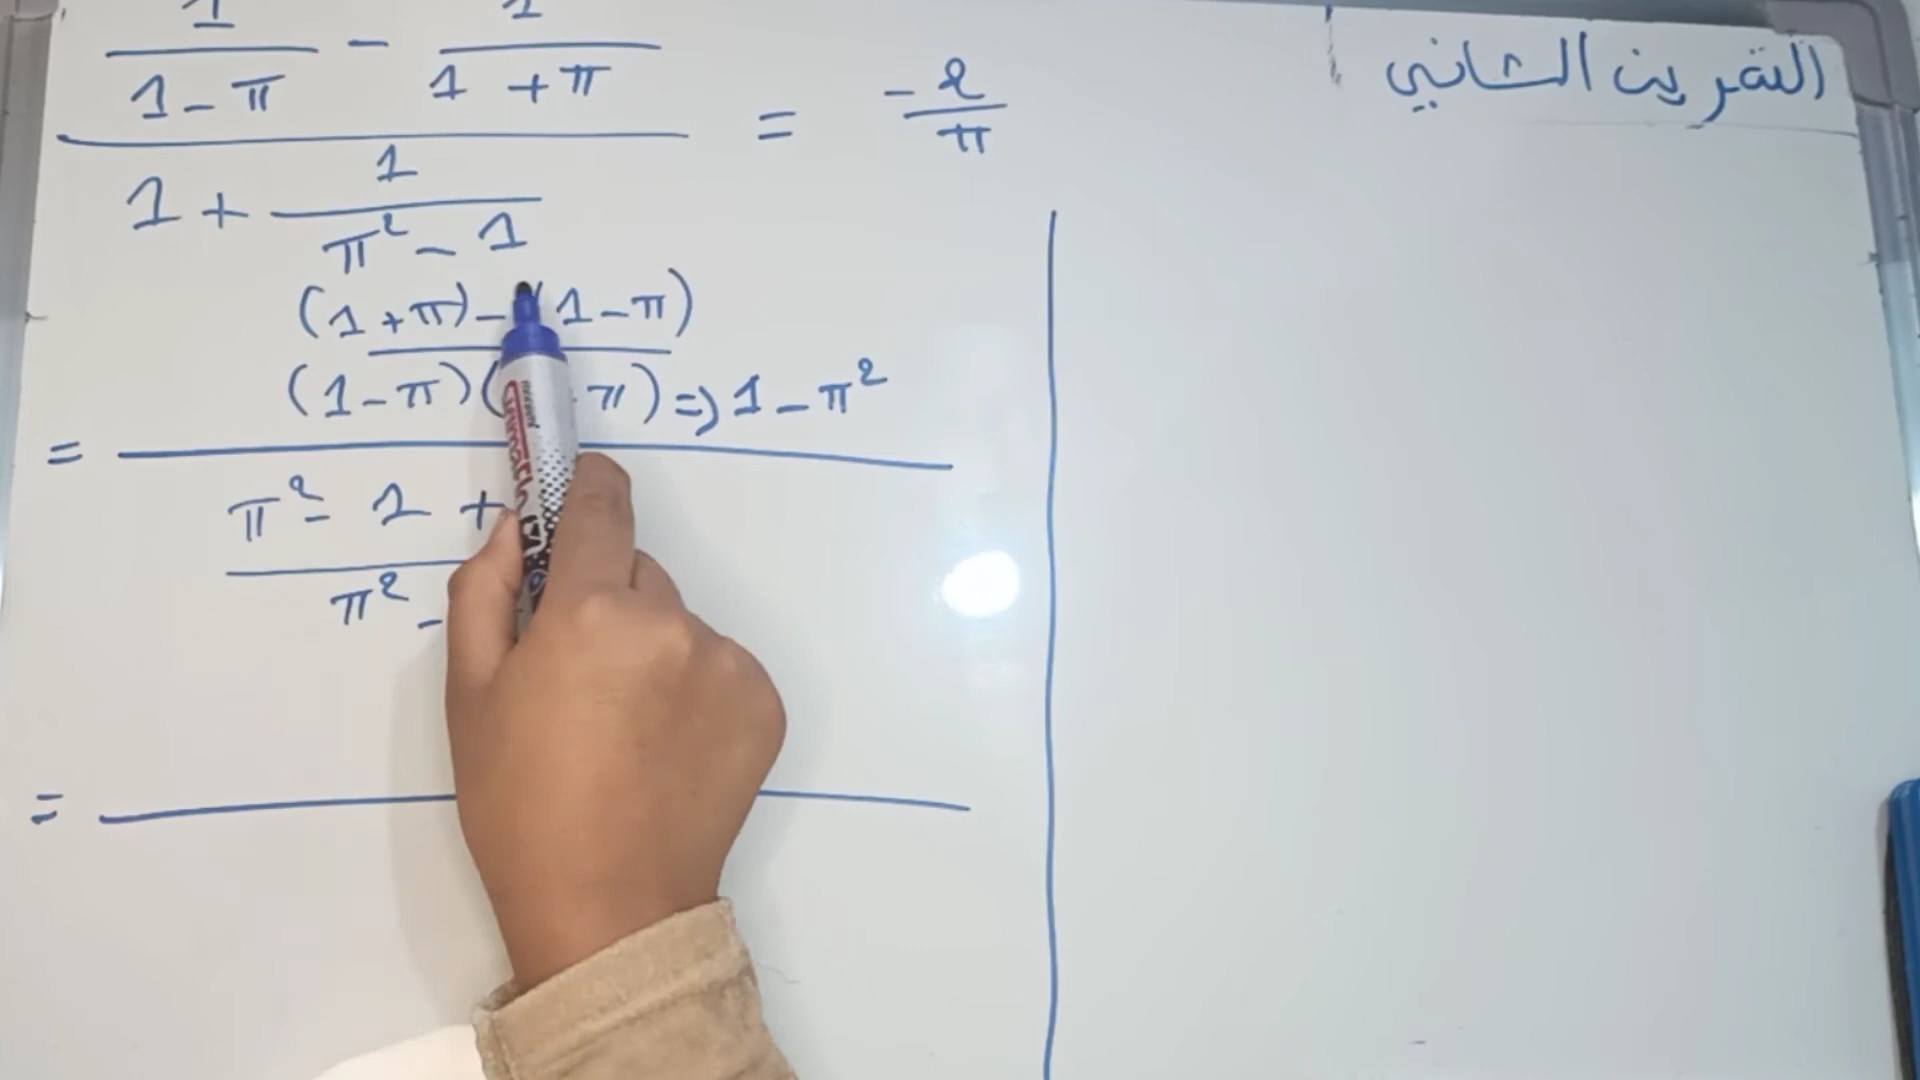 التمرين الثاني
1/(1 - π) - 1/(1 + π)
= -2/π
1 + 1/(π² - 1)
(1 + π) - (1 - π)
(1 - π)( π) => 1 - π²
=
π² - 1 +
π² -
=